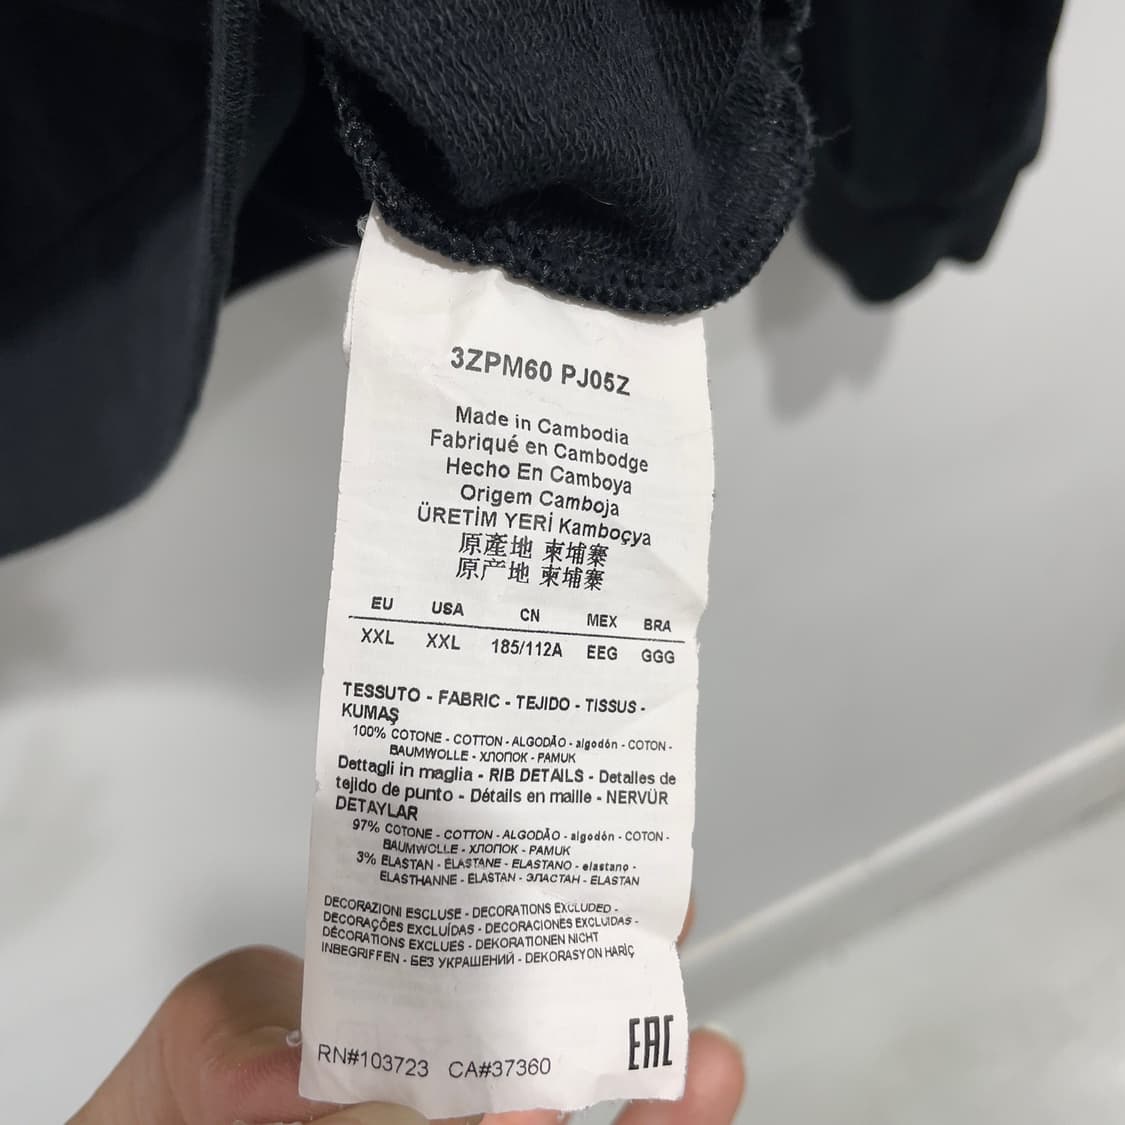 3ZPM60 PJ05Z
Made in Cambodia
Fabriqué en Cambodge
Hecho En Camboya
Origem Camboja
ÜRETİM YERİ Kamboçya
原產地 柬埔寨
原产地 柬埔寨
EU USA CN MEX BRA
XXL XXL 185/112A EEG GGG
TESSUTO - FABRIC - TEJIDO - TISSUS -
KUMAŞ
100% COTONE - COTTON - ALGODÃO - algodón - COTON -
BAUMWOLLE - ХЛОПОК - PAMUK
Dettagli in maglia - RIB DETAILS - Detalles de
tejido de punto - Détails en maille - NERVÜR
DETAYLAR
97% COTONE - COTTON - ALGODÃO - algodón - COTON -
BAUMWOLLE - ХЛОПОК - PAMUK
3% ELASTAN - ELASTANE - ELASTANO - elastano -
ELASTHANNE - ELASTAN - ЭЛАСТАН - ELASTAN
DECORAZIONI ESCLUSE - DECORATIONS EXCLUDED -
DECORAÇÕES EXCLUÍDAS - DECORACIONES EXCLUIDAS -
DÉCORATIONS EXCLUES - DEKORATIONEN NICHT
INBEGRIFFEN - БЕЗ УКРАШЕНИЙ - DEKORASYON HARİÇ
EAC
RN#103723 CA#37360